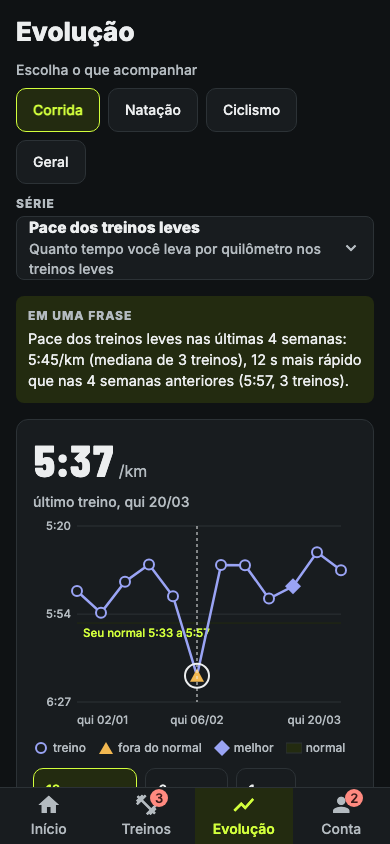 Evolução
Escolha o que acompanhar
Corrida
Natação
Ciclismo
Geral
SÉRIE
Pace dos treinos leves
Quanto tempo você leva por quilômetro nos
treinos leves
EM UMA FRASE
Pace dos treinos leves nas últimas 4 semanas:
5:45/km (mediana de 3 treinos), 12 s mais rápido
que nas 4 semanas anteriores (5:57, 3 treinos).
5:37 /km
último treino, qui 20/03
5:20
5:54
Seu normal 5:33 a 5:57
6:27
qui 02/01
qui 06/02
qui 20/03
treino
fora do normal
melhor
normal
3
2
Início
Treinos
Evolução
Conta